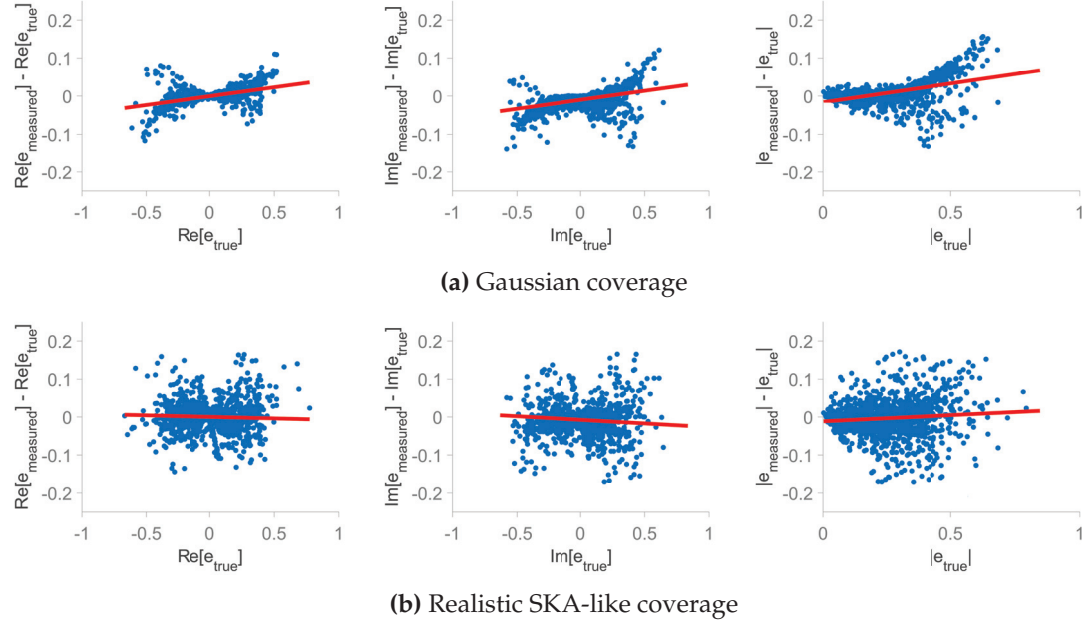 Re[e_measured] - Re[e_true]
0.2
0.1
0
-0.1
-0.2
-1 -0.5 0 0.5 1
Re[e_true]
Im[e_measured] - Im[e_true]
0.2
0.1
0
-0.1
-0.2
-1 -0.5 0 0.5 1
Im[e_true]
|e_measured| - |e_true|
0.2
0.1
0
-0.1
-0.2
0 0.5 1
|e_true|
(a) Gaussian coverage
Re[e_measured] - Re[e_true]
0.2
0.1
0
-0.1
-0.2
-1 -0.5 0 0.5 1
Re[e_true]
Im[e_measured] - Im[e_true]
0.2
0.1
0
-0.1
-0.2
-1 -0.5 0 0.5 1
Im[e_true]
|e_measured| - |e_true|
0.2
0.1
0
-0.1
-0.2
0 0.5 1
|e_true|
(b) Realistic SKA-like coverage